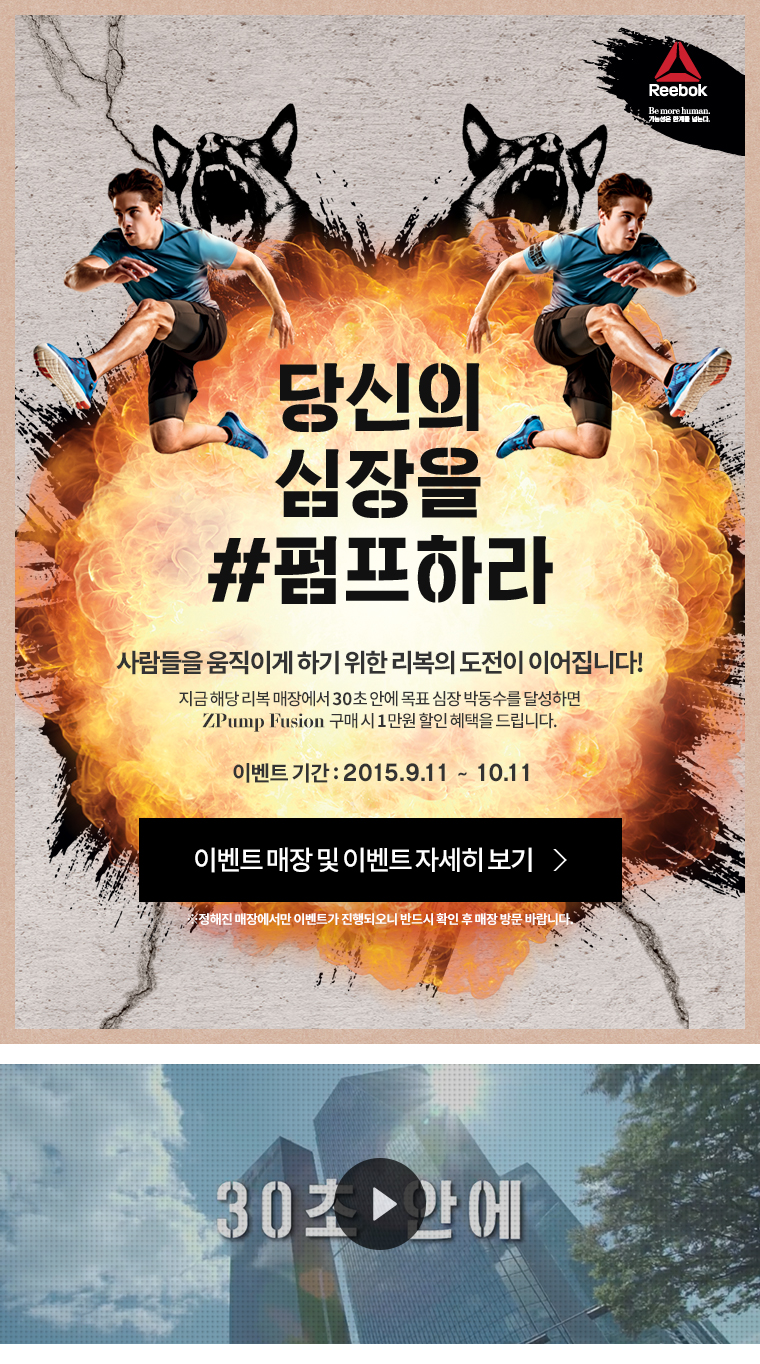 Reebok
Be more human.
가능성은 한계를 넘는다.
당신의
심장을
#펌프하라
사람들을 움직이게 하기 위한 리복의 도전이 이어집니다!
지금 해당 리복 매장에서 30초 안에 목표 심장 박동수를 달성하면
ZPump Fusion 구매 시 1만원 할인 혜택을 드립니다.
이벤트 기간 : 2015.9.11 ~ 10.11
이벤트 매장 및 이벤트 자세히 보기
※정해진 매장에서만 이벤트가 진행되오니 반드시 확인 후 매장 방문 바랍니다.
30초 안에